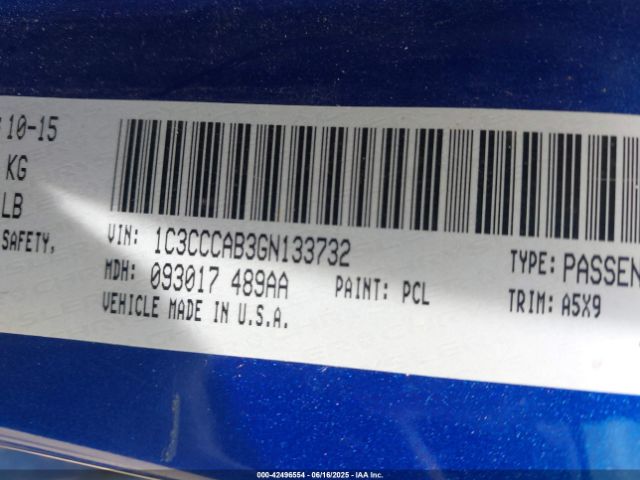 10-15
KG
LB
SAFETY,
VIN: 1C3CCCAB3GN133732
TYPE: PASSEN
MDH: 093017 489AA
PAINT: PCL
TRIM: A5X9
VEHICLE MADE IN U.S.A.
000-42496554 - 06/16/2025 - IAA Inc.